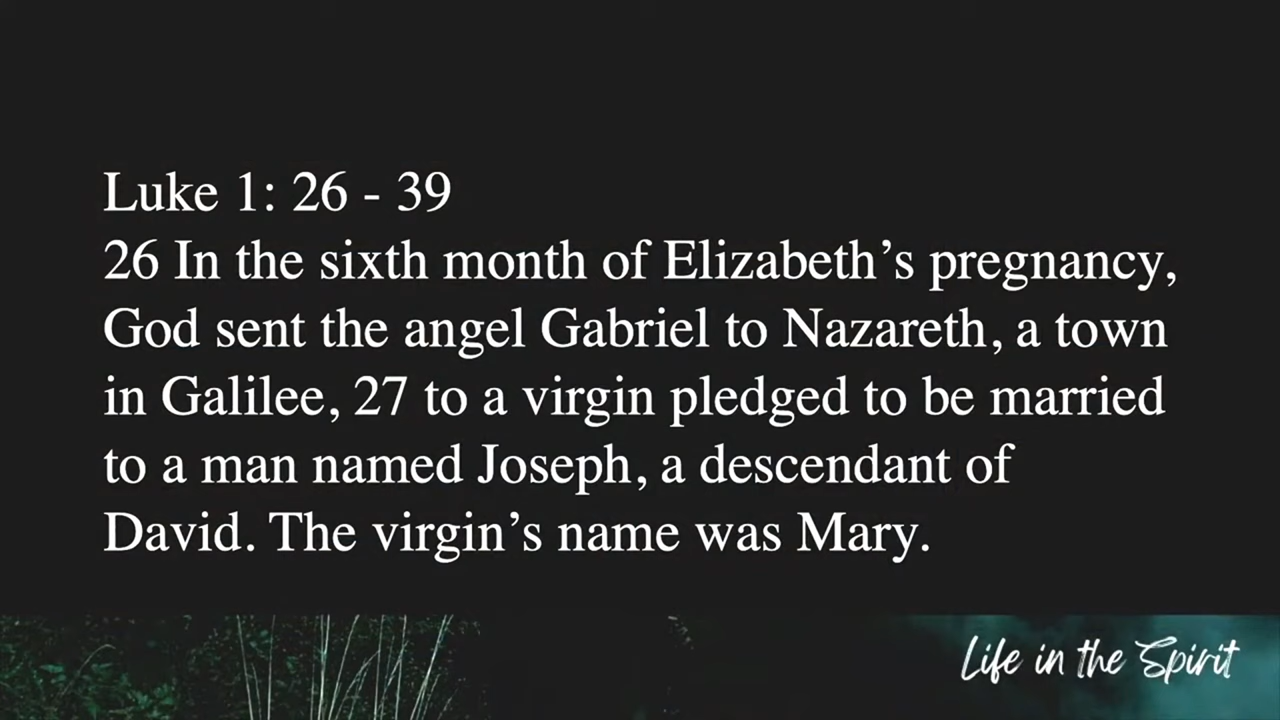 Luke 1: 26 - 39
26 In the sixth month of Elizabeth’s pregnancy,
God sent the angel Gabriel to Nazareth, a town
in Galilee, 27 to a virgin pledged to be married
to a man named Joseph, a descendant of
David. The virgin’s name was Mary.
Life in the Spirit